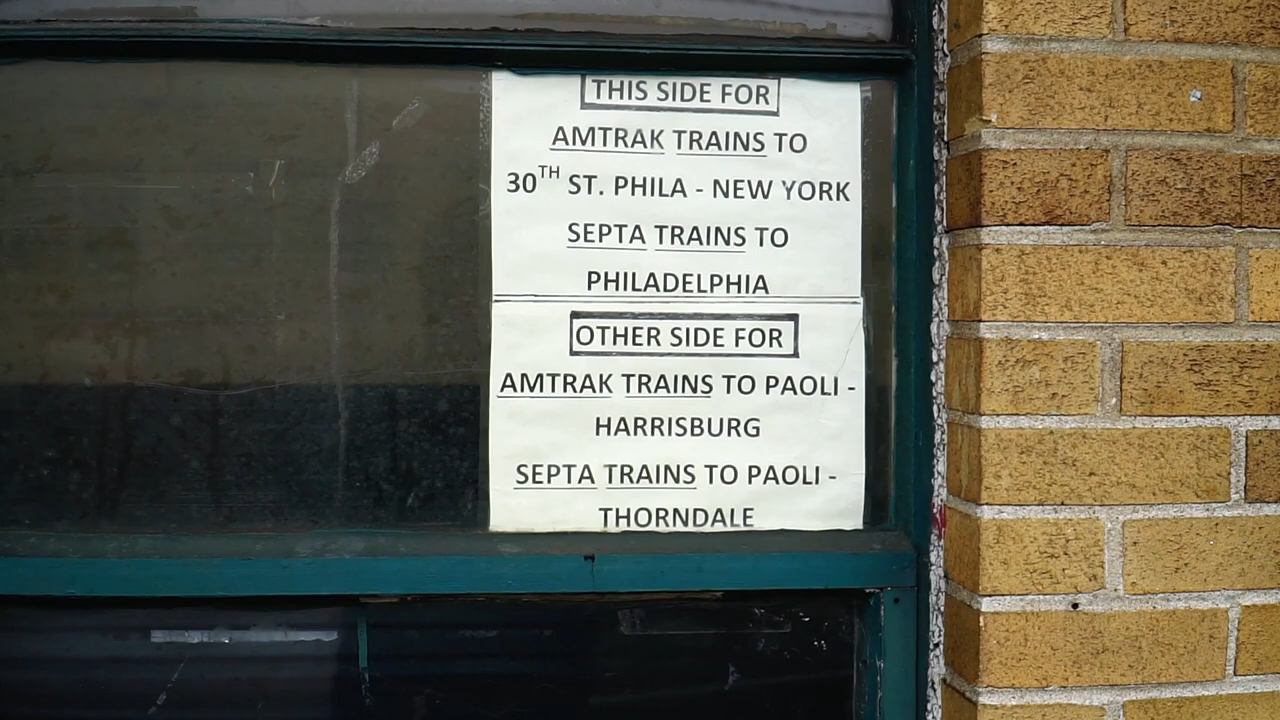 THIS SIDE FOR
AMTRAK TRAINS TO
30TH ST. PHILA - NEW YORK
SEPTA TRAINS TO
PHILADELPHIA
OTHER SIDE FOR
AMTRAK TRAINS TO PAOLI -
HARRISBURG
SEPTA TRAINS TO PAOLI -
THORNDALE